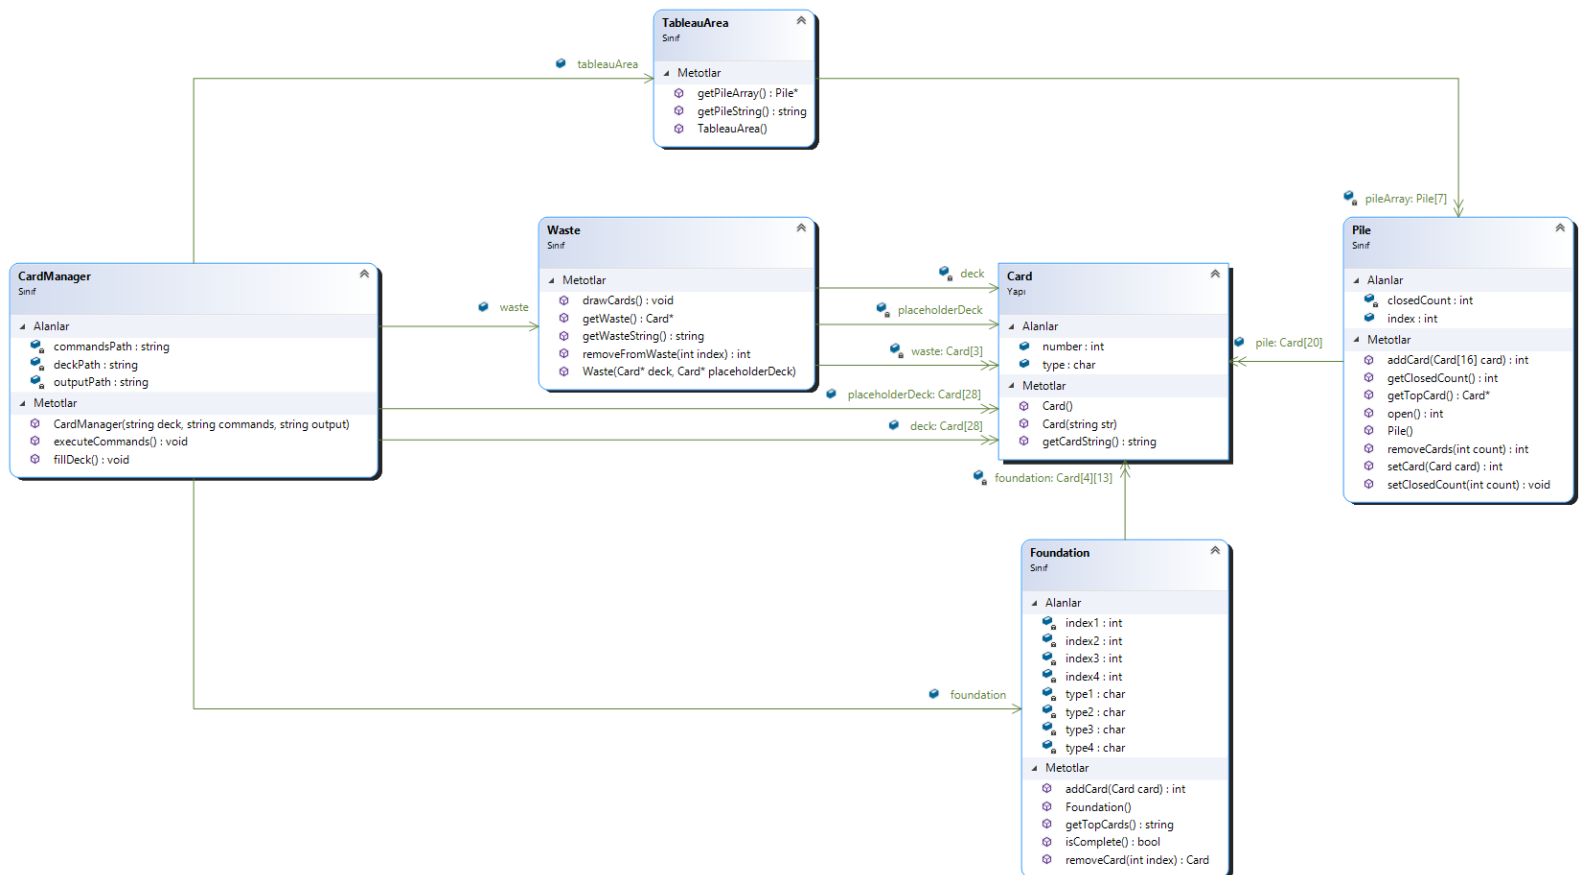 TableauArea
Sınıf
Metotlar
getPileArray() : Pile*
getPileString() : string
TableauArea()
tableauArea
pileArray: Pile[7]
Waste
Sınıf
Metotlar
drawCards() : void
getWaste() : Card*
getWasteString() : string
removeFromWaste(int index) : int
Waste(Card* deck, Card* placeholderDeck)
Pile
Sınıf
Alanlar
closedCount : int
index : int
Metotlar
addCard(Card[16] card) : int
getClosedCount() : int
getTopCard() : Card*
open() : int
Pile()
removeCards(int count) : int
setCard(Card card) : int
setClosedCount(int count) : void
CardManager
Sınıf
Alanlar
commandsPath : string
deckPath : string
outputPath : string
Metotlar
CardManager(string deck, string commands, string output)
executeCommands() : void
fillDeck() : void
waste
deck
placeholderDeck
waste: Card[3]
placeholderDeck: Card[28]
deck: Card[28]
Card
Yapı
Alanlar
number : int
type : char
Metotlar
Card()
Card(string str)
getCardString() : string
pile: Card[20]
foundation: Card[4][13]
foundation
Foundation
Sınıf
Alanlar
index1 : int
index2 : int
index3 : int
index4 : int
type1 : char
type2 : char
type3 : char
type4 : char
Metotlar
addCard(Card card) : int
Foundation()
getTopCards() : string
isComplete() : bool
removeCard(int index) : Card